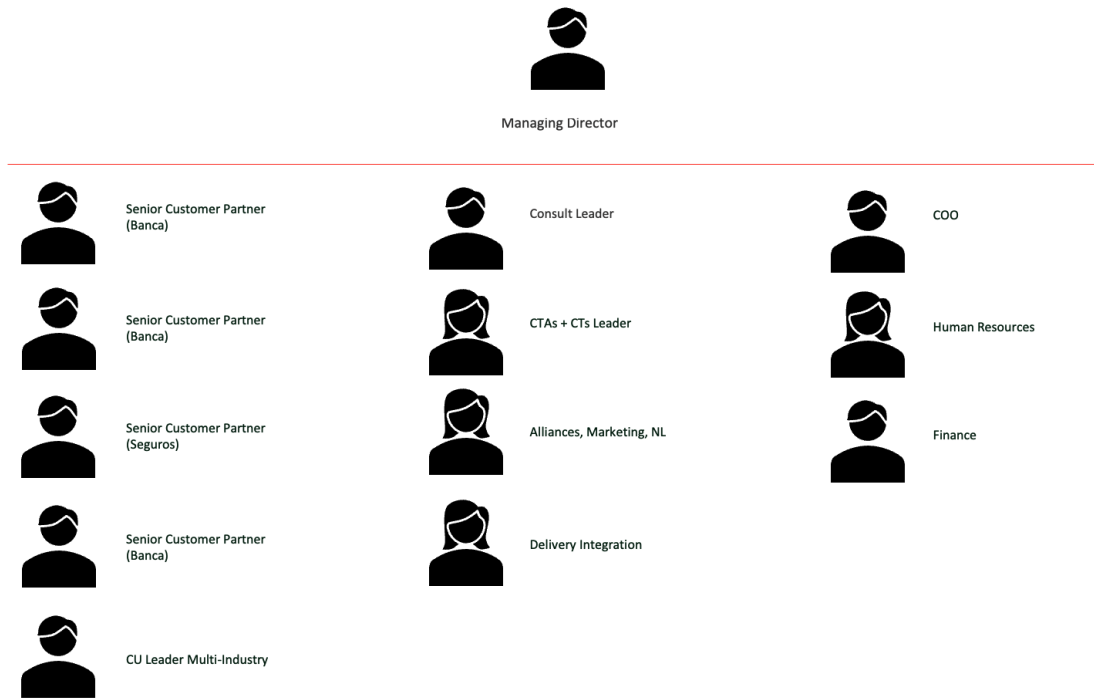 Managing Director
Senior Customer Partner
(Banca)
Senior Customer Partner
(Banca)
Senior Customer Partner
(Seguros)
Senior Customer Partner
(Banca)
CU Leader Multi-Industry
Consult Leader
CTAs + CTs Leader
Alliances, Marketing, NL
Delivery Integration
COO
Human Resources
Finance